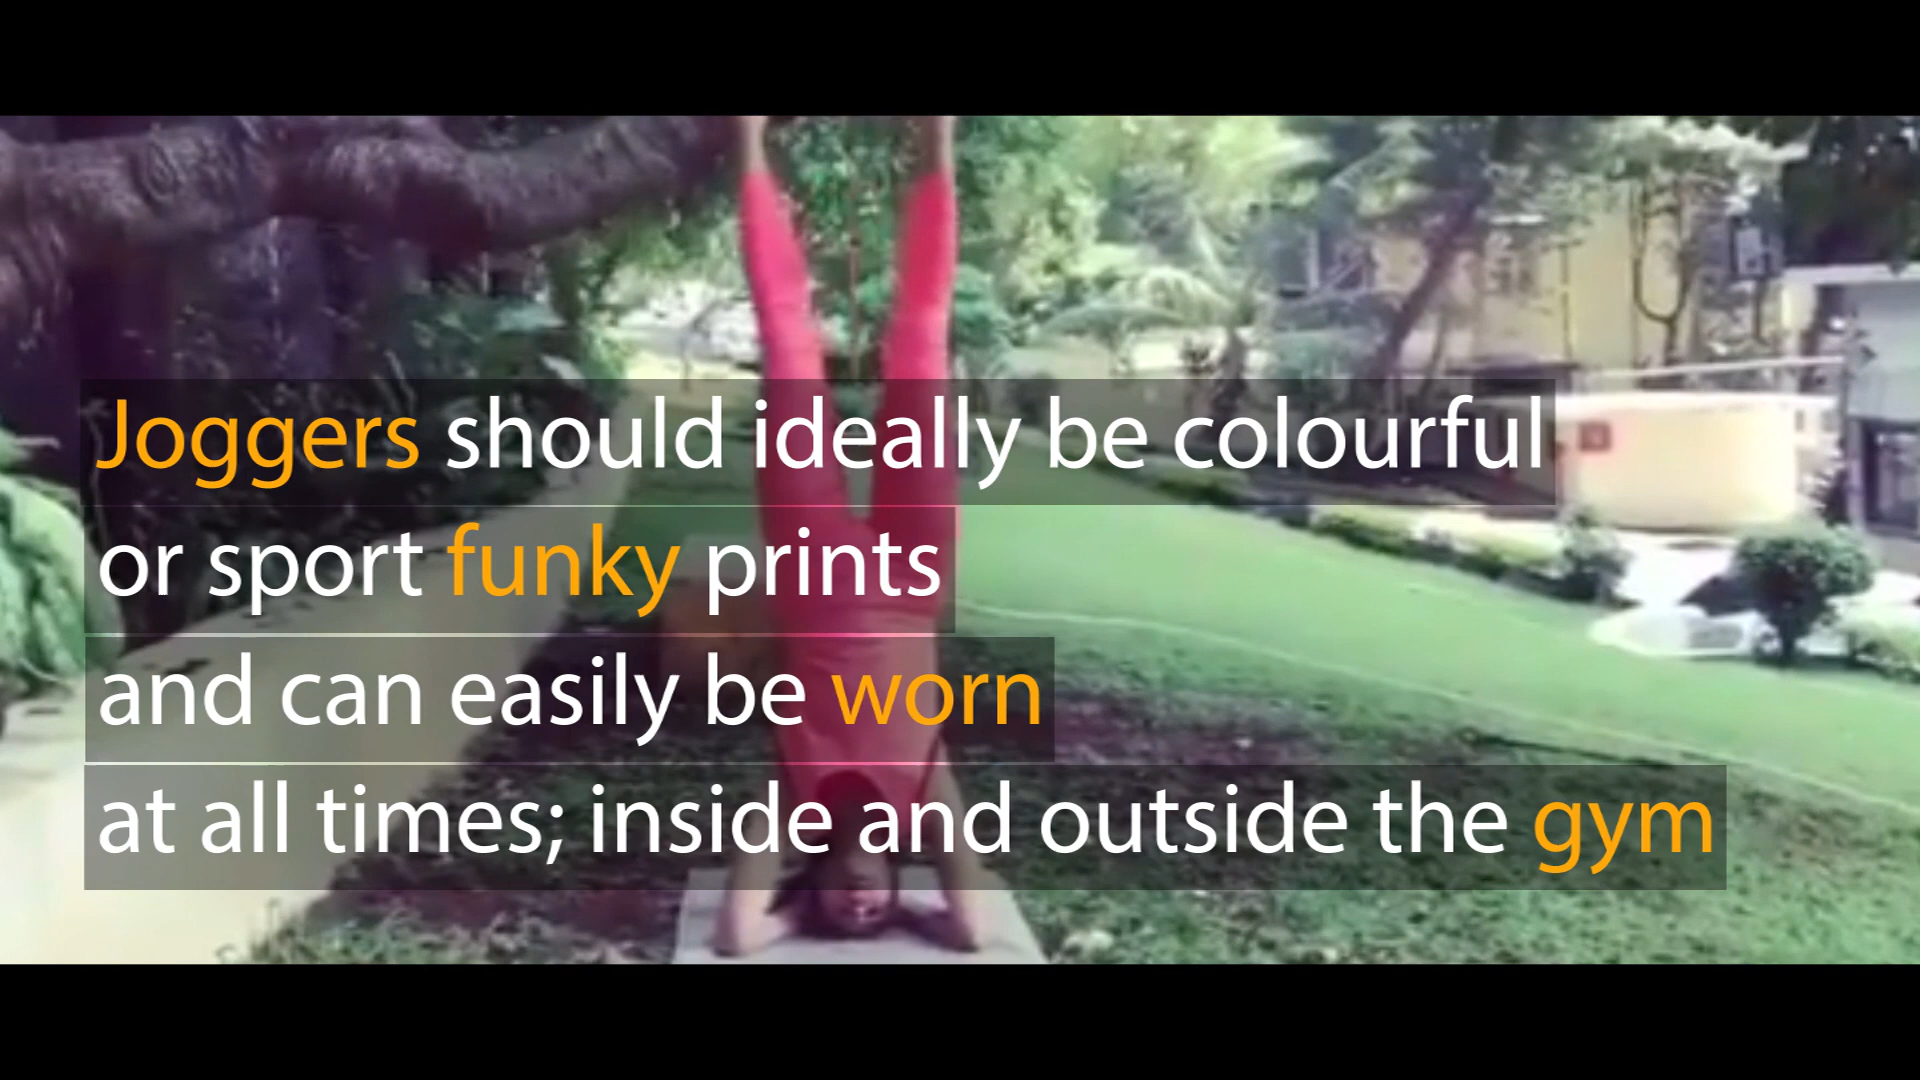 Joggers should ideally be colourful
or sport funky prints
and can easily be worn
at all times; inside and outside the gym